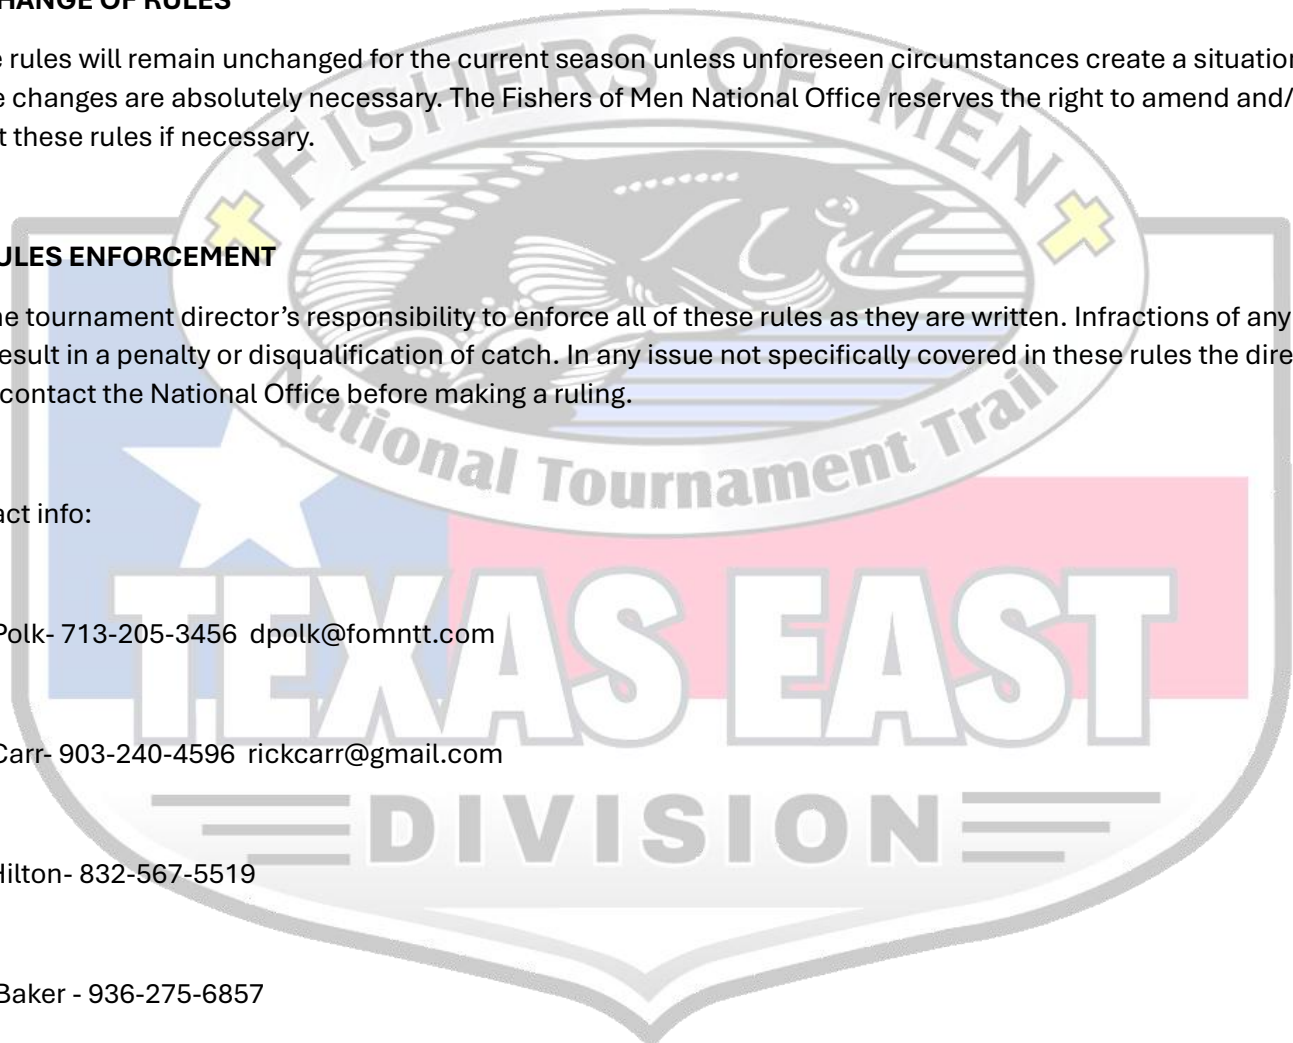 HANGE OF RULES
e rules will remain unchanged for the current season unless unforeseen circumstances create a situation
e changes are absolutely necessary. The Fishers of Men National Office reserves the right to amend and/
t these rules if necessary.
FISHERS OF MEN
ULES ENFORCEMENT
ne tournament director’s responsibility to enforce all of these rules as they are written. Infractions of any
esult in a penalty or disqualification of catch. In any issue not specifically covered in these rules the dire
contact the National Office before making a ruling.
National Tournament Trail
act info:
TEXAS EAST
Polk- 713-205-3456 dpolk@fomntt.com
Carr- 903-240-4596 rickcarr@gmail.com
DIVISION
Hilton- 832-567-5519
Baker - 936-275-6857